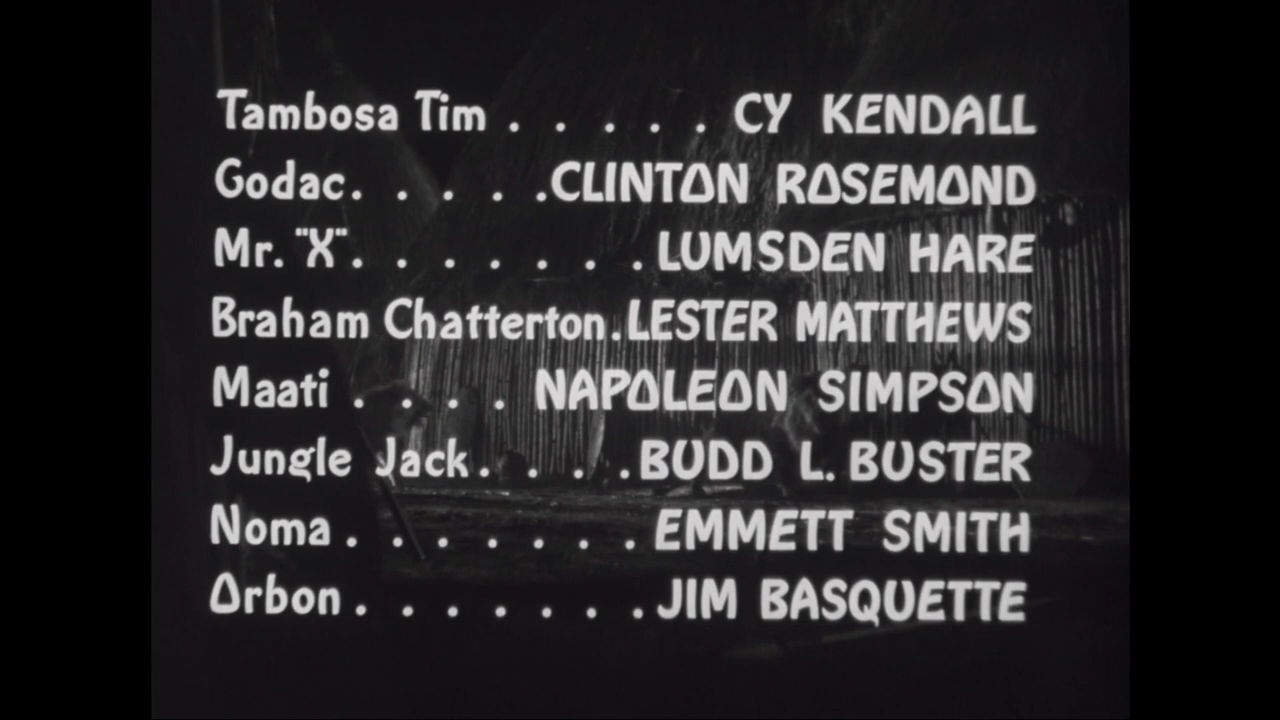 Tambosa Tim . . . . . CY KENDALL
Godac. . . . .CLINTON ROSEMOND
Mr. "X". . . . . . .LUMSDEN HARE
Braham Chatterton.LESTER MATTHEWS
Maati . . . . NAPOLEON SIMPSON
Jungle Jack. . . .BUDD L. BUSTER
Noma . . . . . . . EMMETT SMITH
Orbon . . . . . . .JIM BASQUETTE